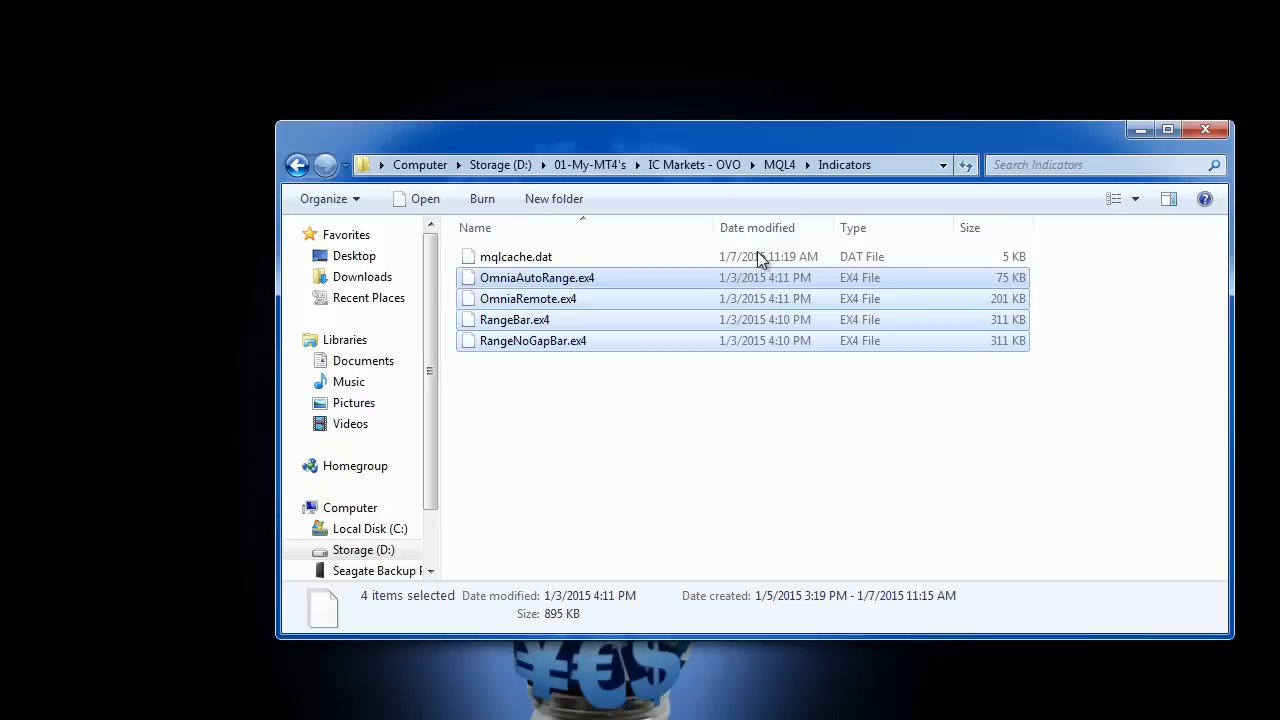 Computer Storage (D:) 01-My-MT4's IC Markets - OVO MQL4 Indicators Search Indicators
Organize Open Burn New folder
Favorites
Desktop
Downloads
Recent Places
Libraries
Documents
Music
Pictures
Videos
Homegroup
Computer
Local Disk (C:)
Storage (D:)
Seagate Backup P
Name Date modified Type Size
mqlcache.dat 1/7/2015 11:19 AM DAT File 5 KB
OmniaAutoRange.ex4 1/3/2015 4:11 PM EX4 File 75 KB
OmniaRemote.ex4 1/3/2015 4:11 PM EX4 File 201 KB
RangeBar.ex4 1/3/2015 4:10 PM EX4 File 311 KB
RangeNoGapBar.ex4 1/3/2015 4:10 PM EX4 File 311 KB
4 items selected Date modified: 1/3/2015 4:11 PM Date created: 1/5/2015 3:19 PM - 1/7/2015 11:15 AM
Size: 895 KB
¥€$